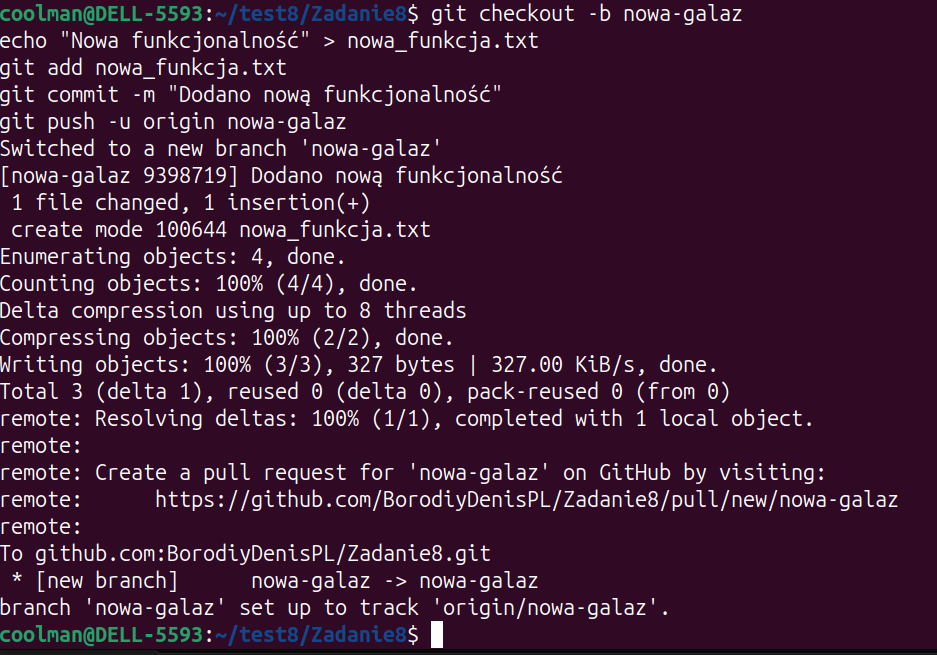 coolman@DELL-5593:~/test8/Zadanie8$ git checkout -b nowa-galaz
echo "Nowa funkcjonalność" > nowa_funkcja.txt
git add nowa_funkcja.txt
git commit -m "Dodano nową funkcjonalność"
git push -u origin nowa-galaz
Switched to a new branch 'nowa-galaz'
[nowa-galaz 9398719] Dodano nową funkcjonalność
 1 file changed, 1 insertion(+)
 create mode 100644 nowa_funkcja.txt
Enumerating objects: 4, done.
Counting objects: 100% (4/4), done.
Delta compression using up to 8 threads
Compressing objects: 100% (2/2), done.
Writing objects: 100% (3/3), 327 bytes | 327.00 KiB/s, done.
Total 3 (delta 1), reused 0 (delta 0), pack-reused 0 (from 0)
remote: Resolving deltas: 100% (1/1), completed with 1 local object.
remote:
remote: Create a pull request for 'nowa-galaz' on GitHub by visiting:
remote:      https://github.com/BorodiyDenisPL/Zadanie8/pull/new/nowa-galaz
remote:
To github.com:BorodiyDenisPL/Zadanie8.git
 * [new branch]      nowa-galaz -> nowa-galaz
branch 'nowa-galaz' set up to track 'origin/nowa-galaz'.
coolman@DELL-5593:~/test8/Zadanie8$